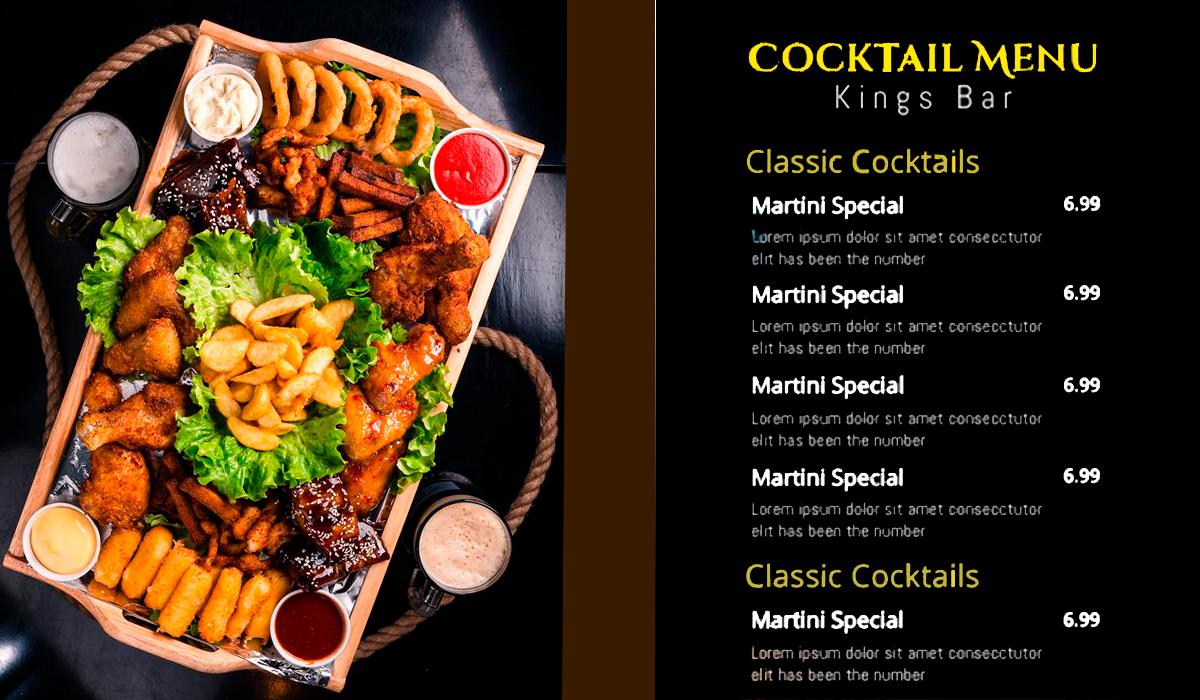 COCKTAIL MENU
Kings Bar
Classic Cocktails
Martini Special 6.99
Lorem ipsum dolor sit amet consecctutor
elit has been the number
Martini Special 6.99
Lorem ipsum dolor sit amet consecctutor
elit has been the number
Martini Special 6.99
Lorem ipsum dolor sit amet consecctutor
elit has been the number
Martini Special 6.99
Lorem ipsum dolor sit amet consecctutor
elit has been the number
Classic Cocktails
Martini Special 6.99
Lorem ipsum dolor sit amet consecctutor
elit has been the number